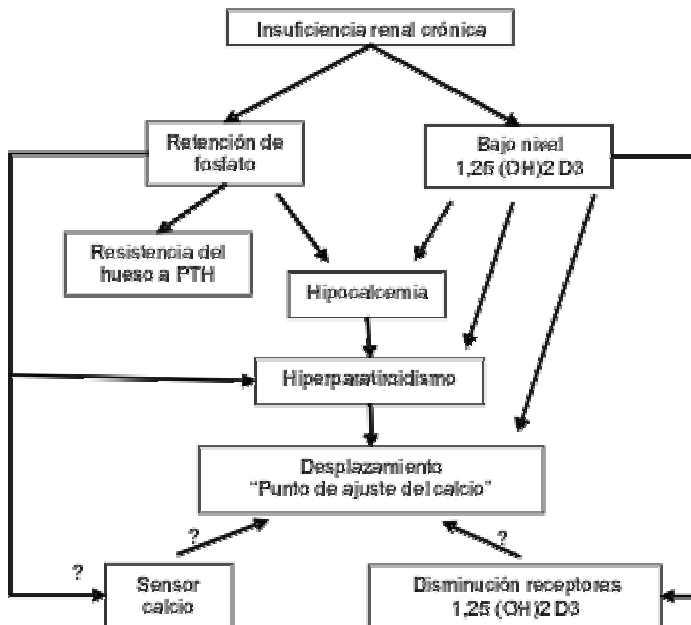 Insuficiencia renal crónica
Retención de
fosfato
Bajo nivel
1,25 (OH)2 D3
Resistencia del
hueso a PTH
Hipocalcemia
Hiperparatiroidismo
Desplazamiento
"Punto de ajuste del calcio"
?
?
?
Sensor
calcio
Disminución receptores
1,25 (OH)2 D3